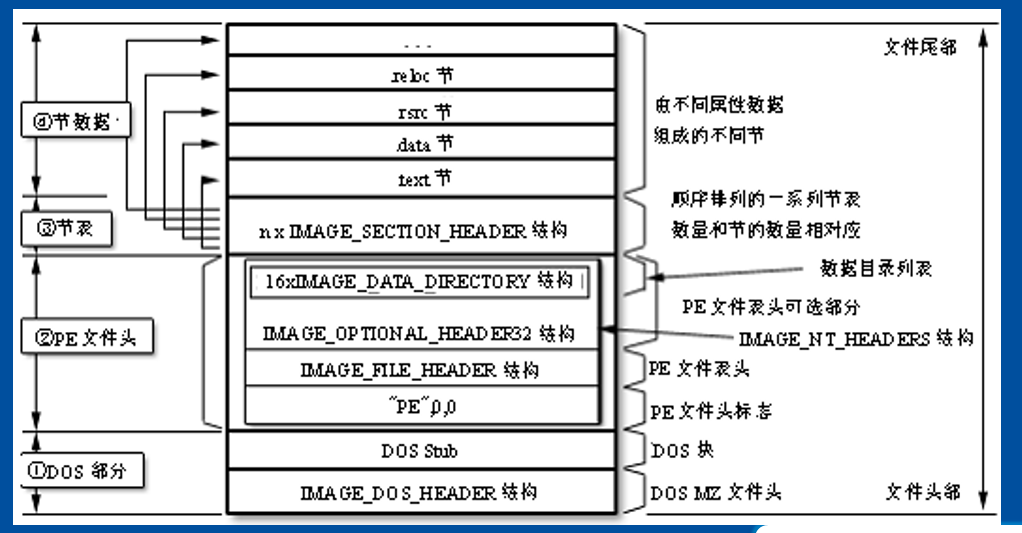 ...
文件尾部
.reloc 节
.rsrc 节
由不同属性数据
④节数据
组成的不同节
.data 节
.text 节
顺序排列的一系列节表
③节表
n x IMAGE_SECTION_HEADER 结构
数量和节的数量相对应
数据目录列表
16xIMAGE_DATA_DIRECTORY 结构
PE 文件表头可选部分
②PE 文件头
IMAGE_OPTIONAL_HEADER32 结构
IMAGE_NT_HEADERS 结构
IMAGE_FILE_HEADER 结构
PE 文件表头
"PE",0,0
PE 文件头标志
DOS Stub
DOS 块
①DOS 部分
IMAGE_DOS_HEADER 结构
DOS MZ 文件头
文件头部